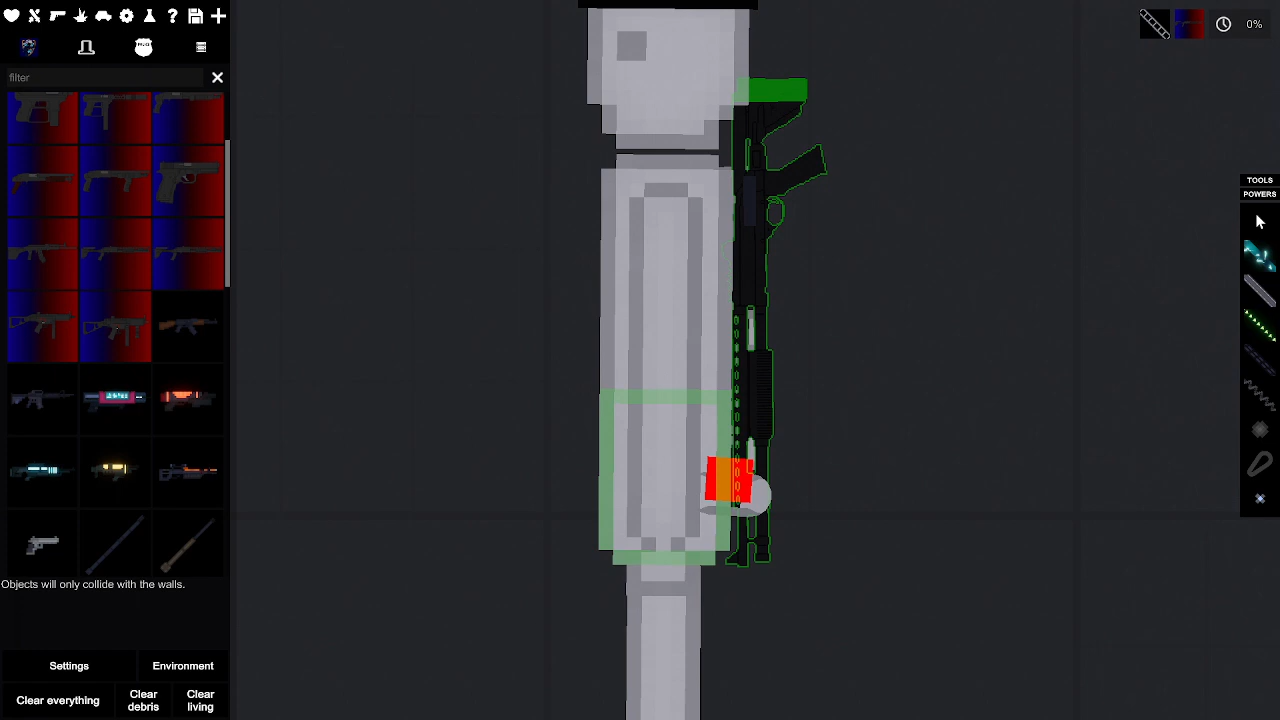 filter
0%
TOOLS
POWERS
Objects will only collide with the walls.
Settings
Environment
Clear everything
Clear debris
Clear living